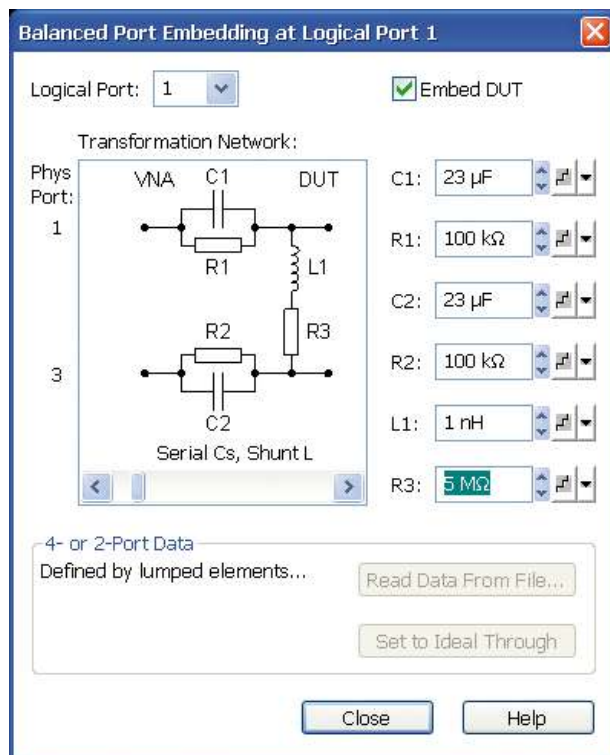 Balanced Port Embedding at Logical Port 1
Logical Port: 1
Embed DUT
Transformation Network:
Phys Port:
1
3
VNA C1 DUT
R1 L1
R2 R3
C2
Serial Cs, Shunt L
C1: 23 µF
R1: 100 kΩ
C2: 23 µF
R2: 100 kΩ
L1: 1 nH
R3: 5 MΩ
4- or 2-Port Data
Defined by lumped elements...
Read Data From File...
Set to Ideal Through
Close
Help